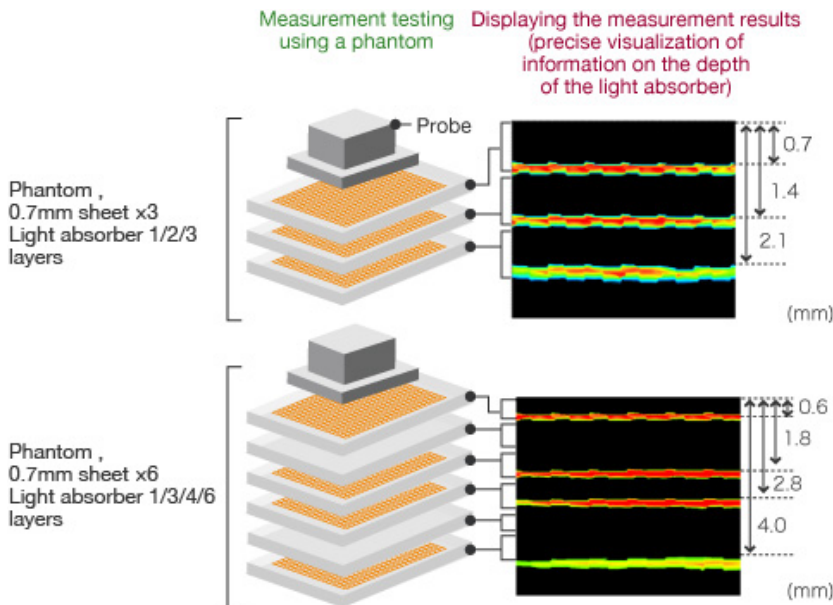 Measurement testing
using a phantom
Displaying the measurement results
(precise visualization of
information on the depth
of the light absorber)
Probe
Phantom ,
0.7mm sheet ×3
Light absorber 1/2/3
layers
0.7
1.4
2.1
(mm)
Phantom ,
0.7mm sheet ×6
Light absorber 1/3/4/6
layers
0.6
1.8
2.8
4.0
(mm)